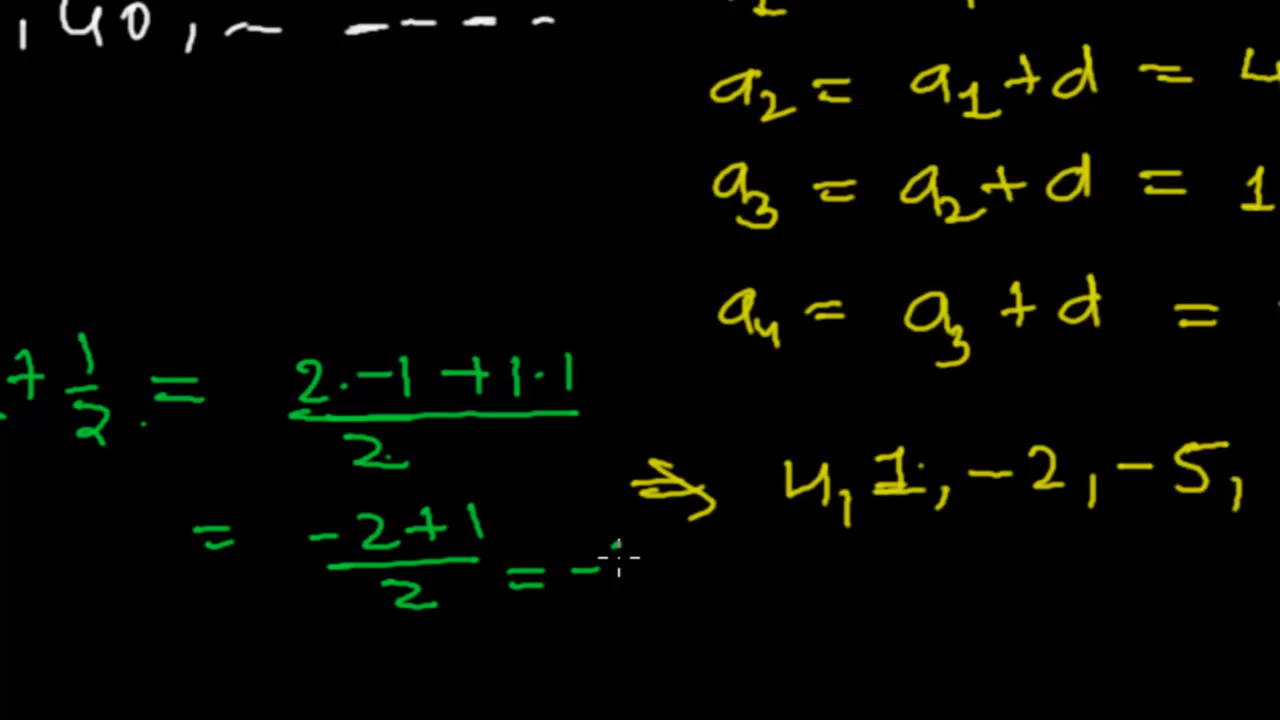 , 40, – – – – –
a₂ = a₁ + d = 4
a₃ = a₂ + d = 1
a₄ = a₃ + d =
+ 1/2 = (2·-1 + 1·1)/2
⇒ 4, 1, -2, -5,
= (-2+1)/2 = -